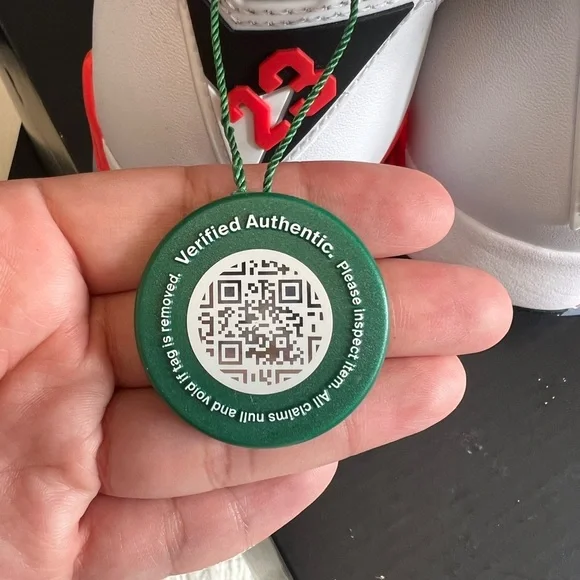 23
Verified Authentic.
Please inspect item. All claims null and void if tag is removed.